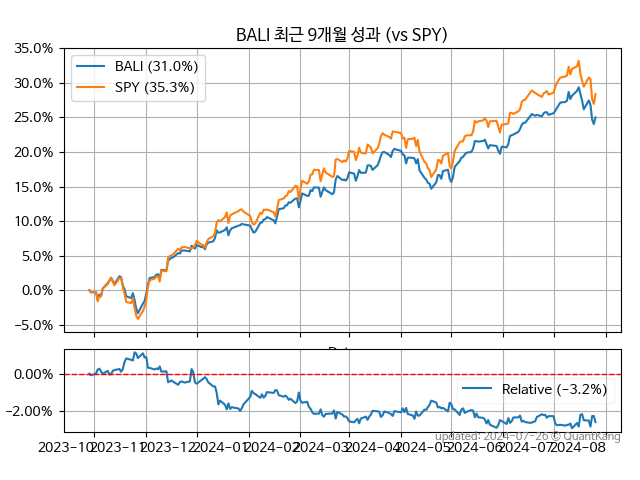 BALI 최근 9개월 성과 (vs SPY)
35.0%
30.0%
25.0%
20.0%
15.0%
10.0%
5.0%
0.0%
−5.0%
BALI (31.0%)
SPY (35.3%)
0.00%
−2.00%
Relative (−3.2%)
updated: 2024-07-26 © QuantKang
2023-10 2023-11 2023-12 2024-01 2024-02 2024-03 2024-04 2024-05 2024-06 2024-07 2024-08